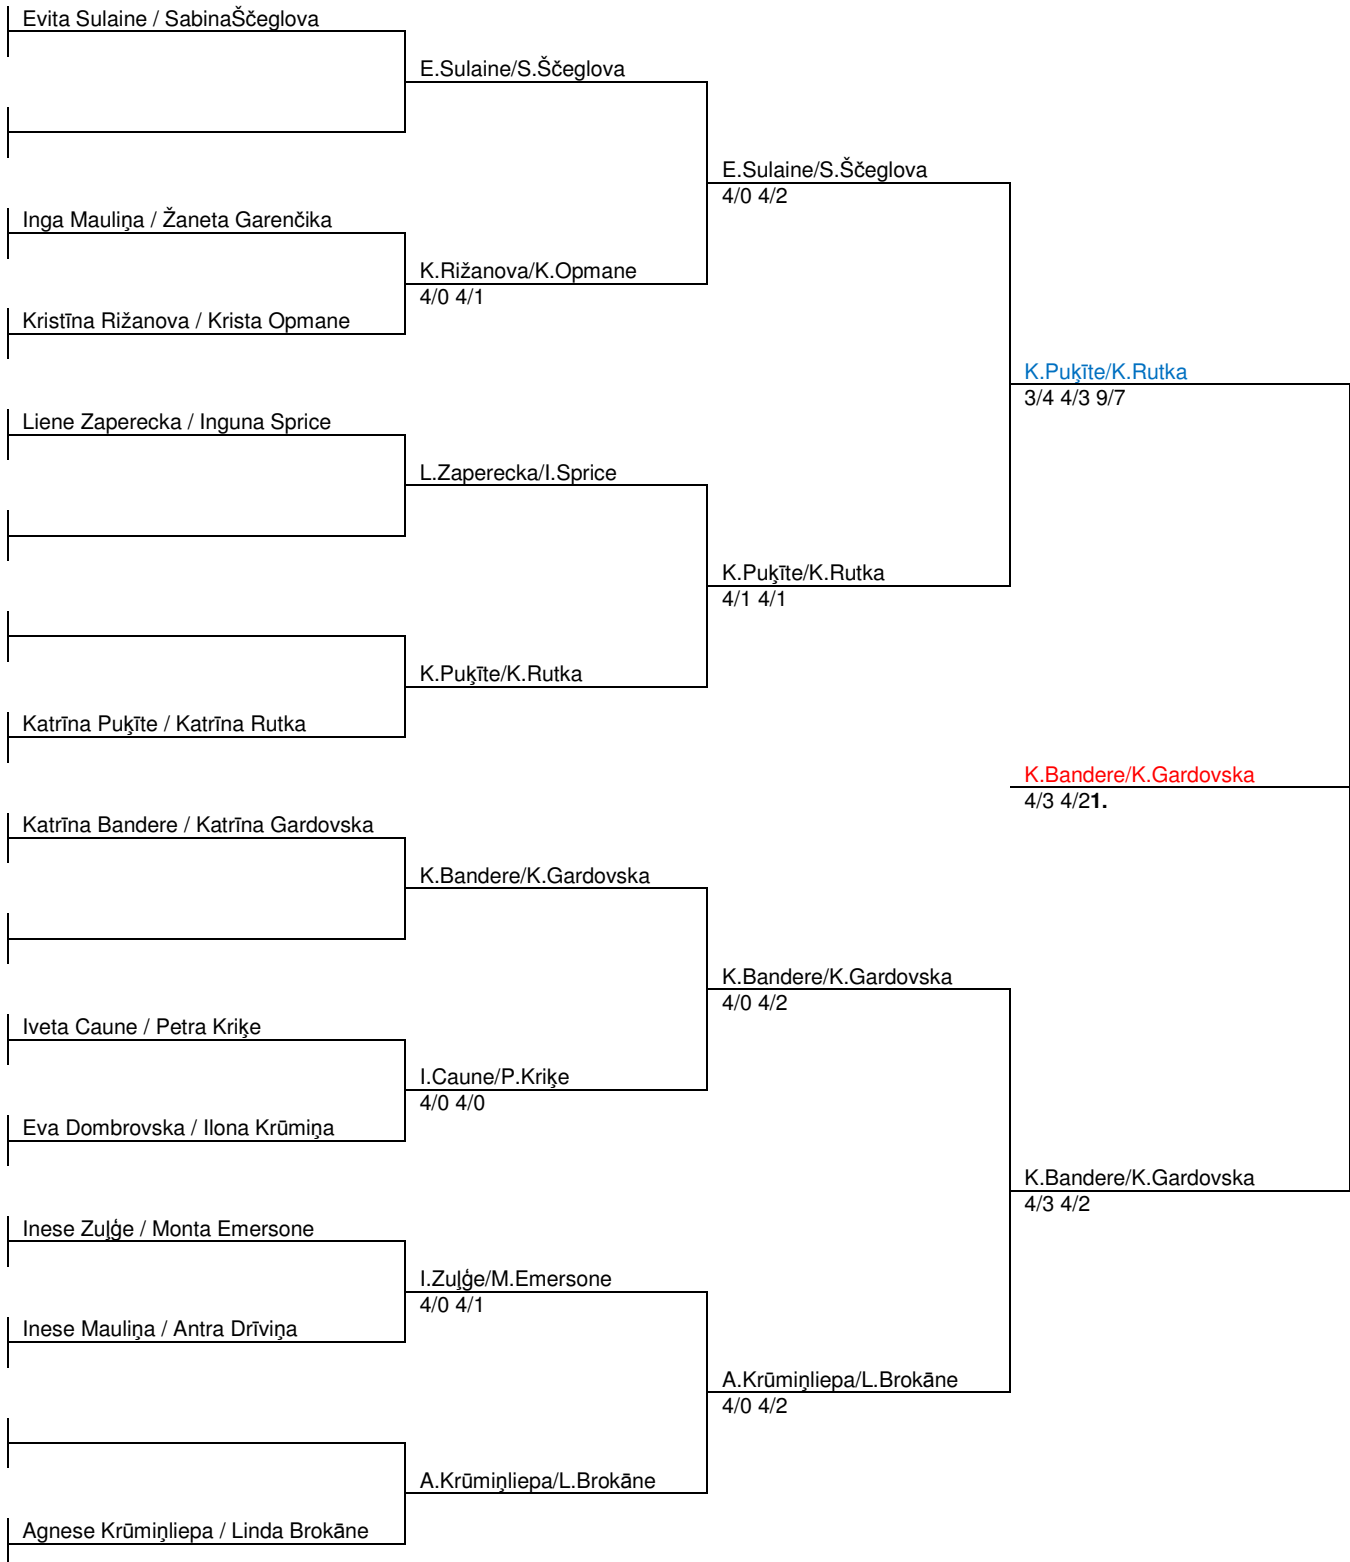 Evita Sulaine / SabinaŠčeglova
E.Sulaine/S.Ščeglova
E.Sulaine/S.Ščeglova
4/0 4/2
Inga Mauliņa / Žaneta Garenčika
K.Rižanova/K.Opmane
4/0 4/1
Kristīna Rižanova / Krista Opmane
K.Puķīte/K.Rutka
3/4 4/3 9/7
Liene Zaperecka / Inguna Sprice
L.Zaperecka/I.Sprice
K.Puķīte/K.Rutka
4/1 4/1
K.Puķīte/K.Rutka
Katrīna Puķīte / Katrīna Rutka
K.Bandere/K.Gardovska
4/3 4/21.
Katrīna Bandere / Katrīna Gardovska
K.Bandere/K.Gardovska
K.Bandere/K.Gardovska
4/0 4/2
Iveta Caune / Petra Kriķe
I.Caune/P.Kriķe
4/0 4/0
Eva Dombrovska / Ilona Krūmiņa
K.Bandere/K.Gardovska
4/3 4/2
Inese Zuļģe / Monta Emersone
I.Zuļģe/M.Emersone
4/0 4/1
Inese Mauliņa / Antra Drīviņa
A.Krūmiņliepa/L.Brokāne
4/0 4/2
A.Krūmiņliepa/L.Brokāne
Agnese Krūmiņliepa / Linda Brokāne